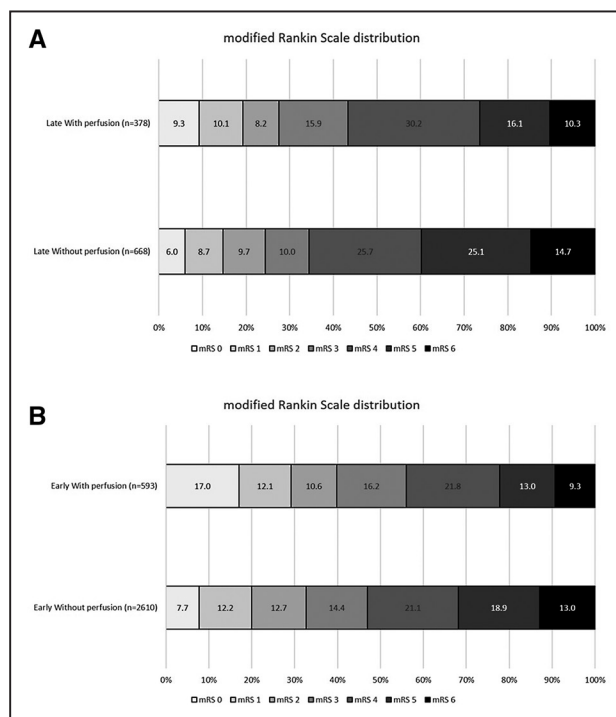 A
modified Rankin Scale distribution
Late With perfusion (n=378)
9.3 10.1 8.2 15.9 30.2 16.1 10.3
Late Without perfusion (n=668)
6.0 8.7 9.7 10.0 25.7 25.1 14.7
0% 10% 20% 30% 40% 50% 60% 70% 80% 90% 100%
mRS 0 mRS 1 mRS 2 mRS 3 mRS 4 mRS 5 mRS 6
B
modified Rankin Scale distribution
Early With perfusion (n=593)
17.0 12.1 10.6 16.2 21.8 13.0 9.3
Early Without perfusion (n=2610)
7.7 12.2 12.7 14.4 21.1 18.9 13.0
0% 10% 20% 30% 40% 50% 60% 70% 80% 90% 100%
mRS 0 mRS 1 mRS 2 mRS 3 mRS 4 mRS 5 mRS 6